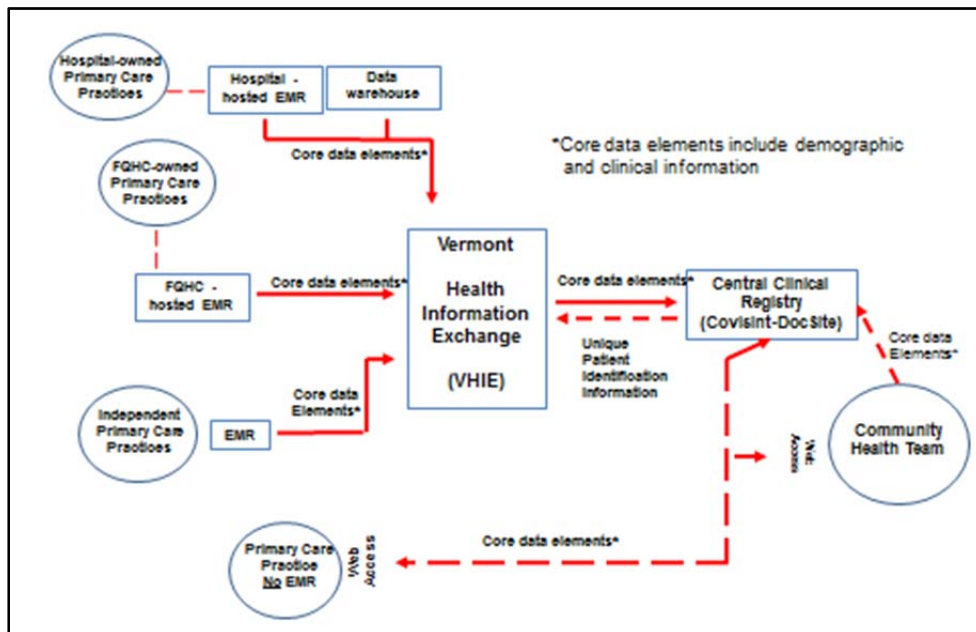 Hospital-owned
Primary Care
Practices
Hospital -
hosted EMR
Data
warehouse
Core data elements*
*Core data elements include demographic
and clinical information
FQHC-owned
Primary Care
Practices
FQHC -
hosted EMR
Core data elements*
Vermont
Health
Information
Exchange
(VHIE)
Core data elements*
Unique
Patient
Identification
Information
Central Clinical
Registry
(Covisint-DocSite)
Core data
Elements*
Independent
Primary Care
Practices
EMR
Core data
Elements*
Web
Access
Community
Health Team
Primary Care
Practice
No EMR
Web
Access
Core data elements*